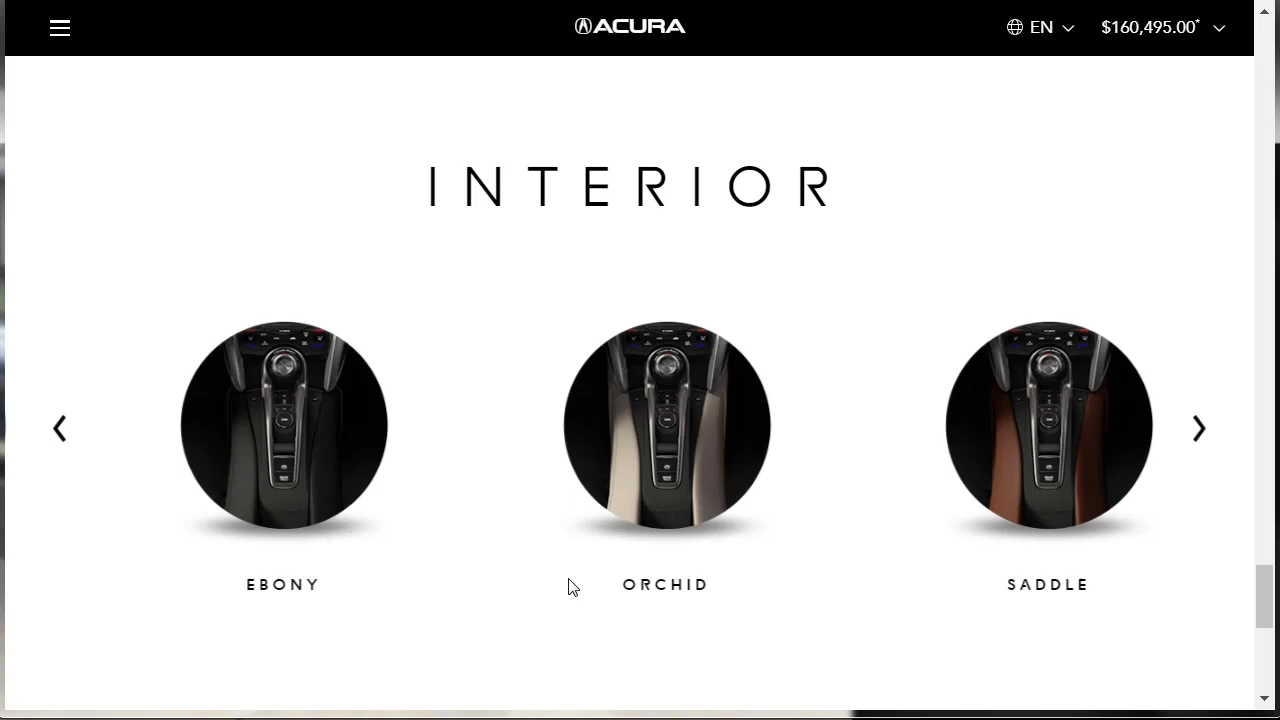 ACURA
EN
$160,495.00*
INTERIOR
EBONY
ORCHID
SADDLE